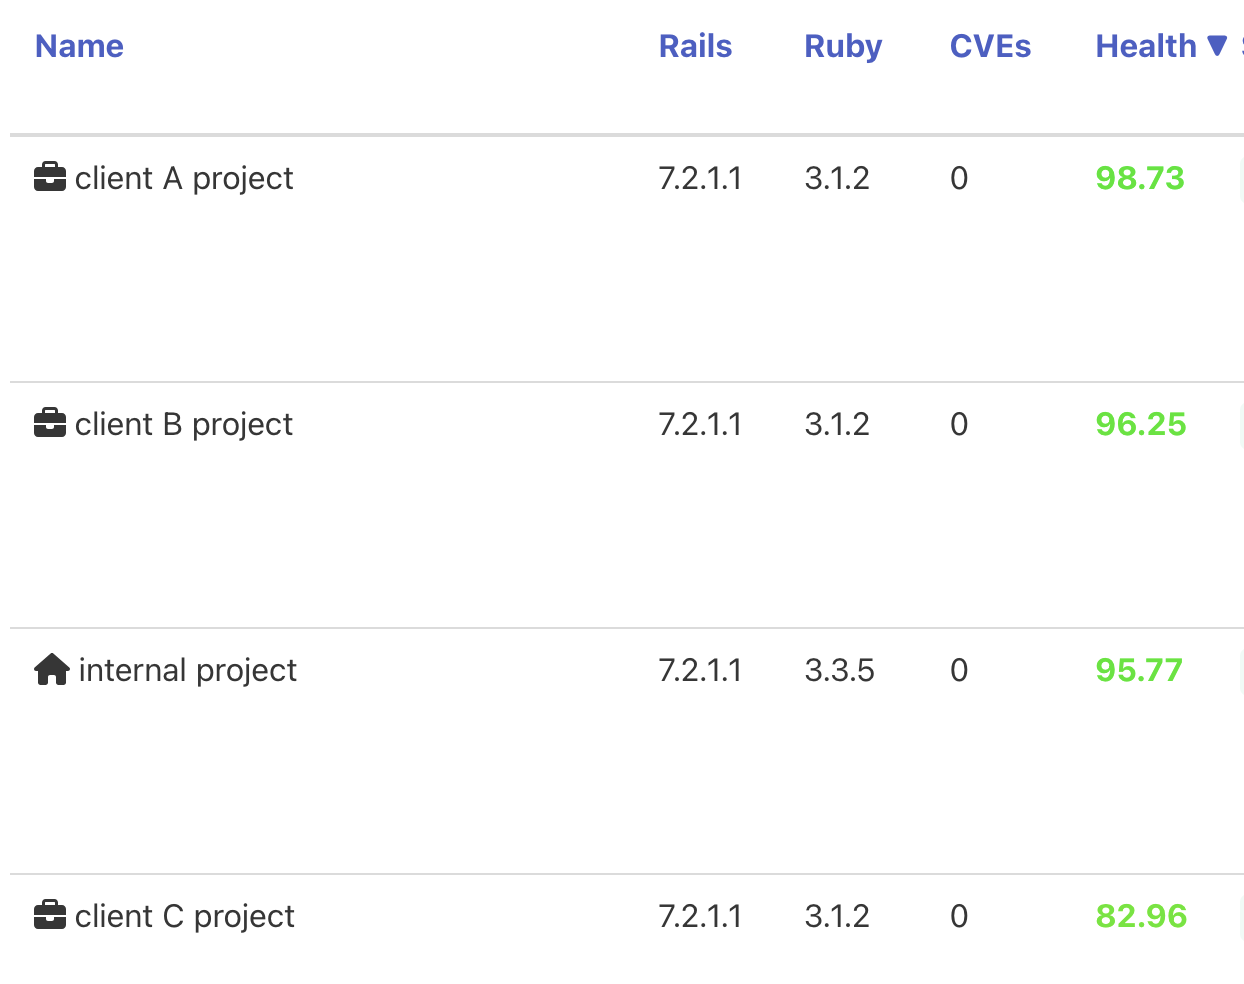 Name Rails Ruby CVEs Health ▼
client A project 7.2.1.1 3.1.2 0 98.73
client B project 7.2.1.1 3.1.2 0 96.25
internal project 7.2.1.1 3.3.5 0 95.77
client C project 7.2.1.1 3.1.2 0 82.96